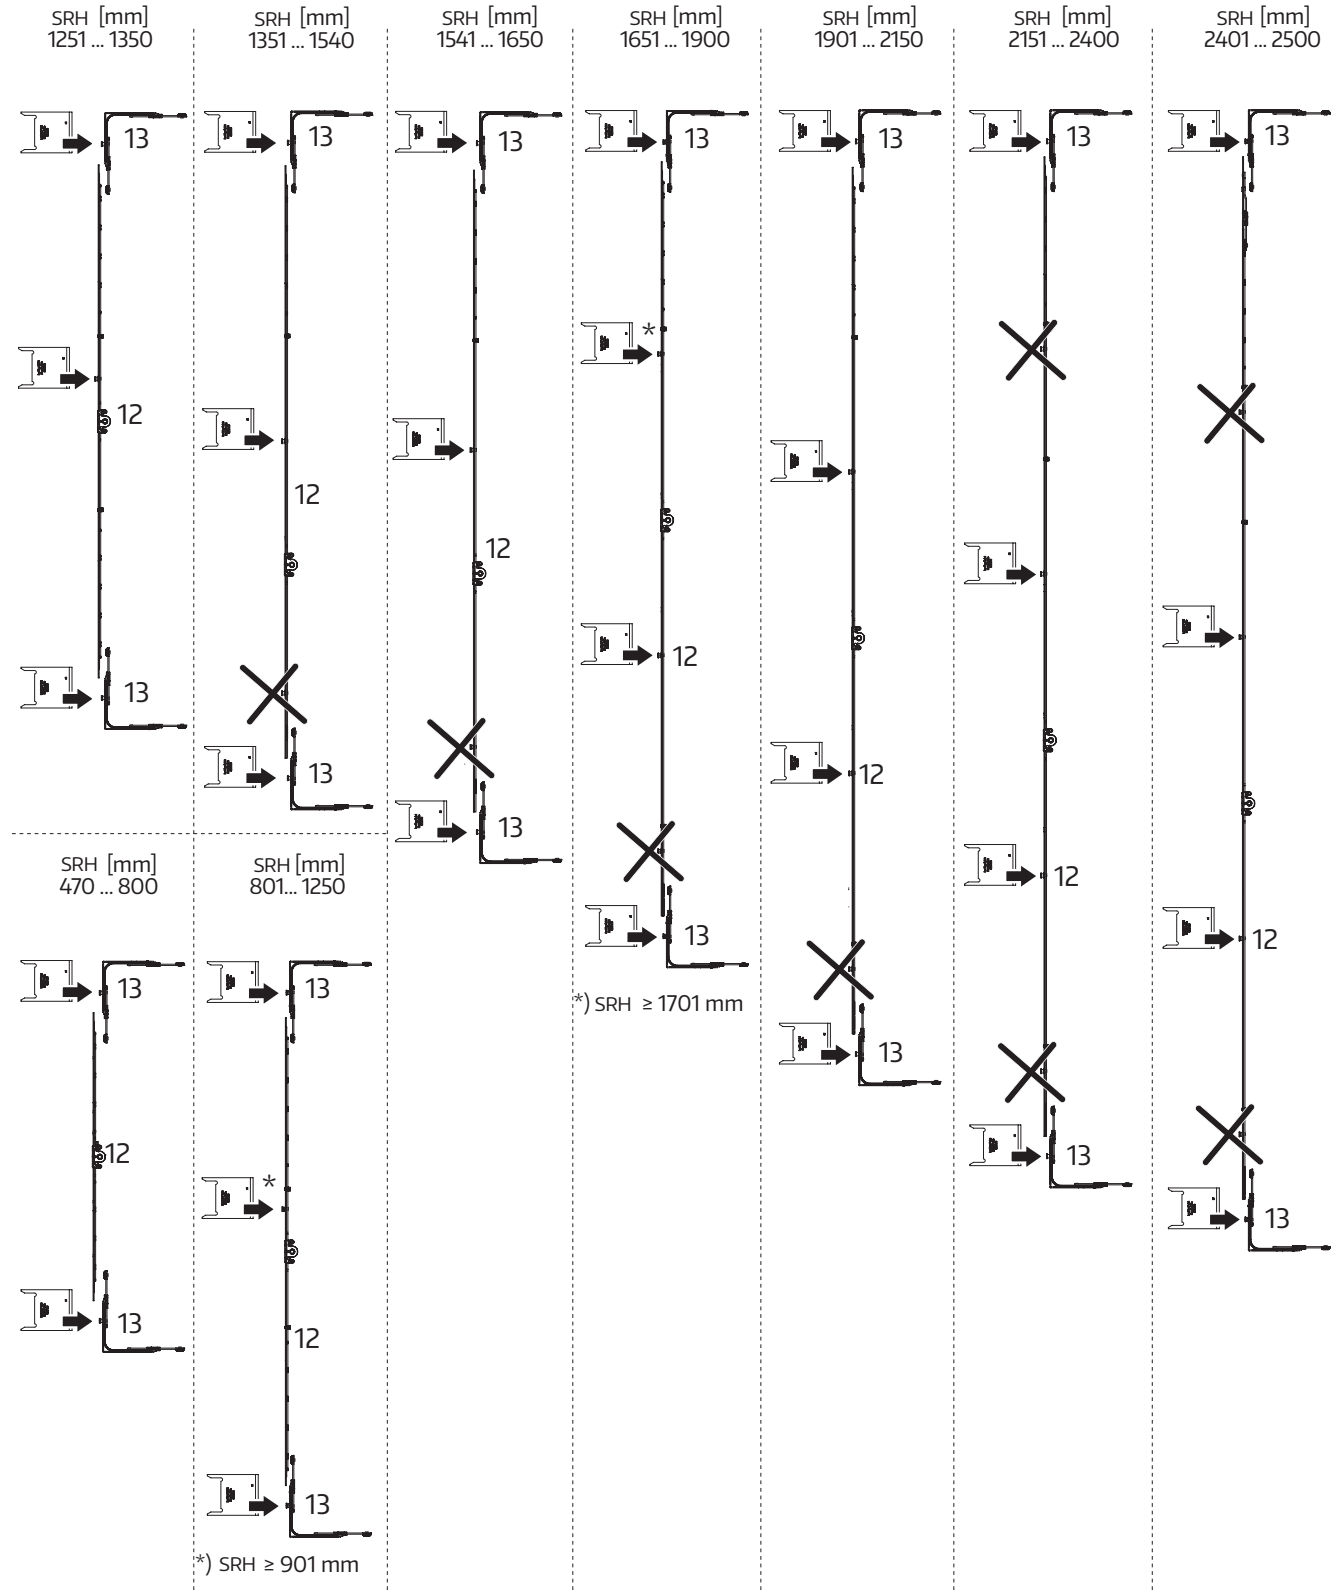 SRH [mm]
1251 ... 1350
13
12
13
SRH [mm]
1351 ... 1540
13
12
13
SRH [mm]
1541 ... 1650
13
12
13
SRH [mm]
1651 ... 1900
13
*
12
13
*) SRH ≥ 1701 mm
SRH [mm]
1901 ... 2150
13
12
13
SRH [mm]
2151 ... 2400
13
12
13
SRH [mm]
2401 ... 2500
13
12
13
SRH [mm]
470 ... 800
13
12
13
SRH [mm]
801... 1250
13
*
12
13
*) SRH ≥ 901 mm